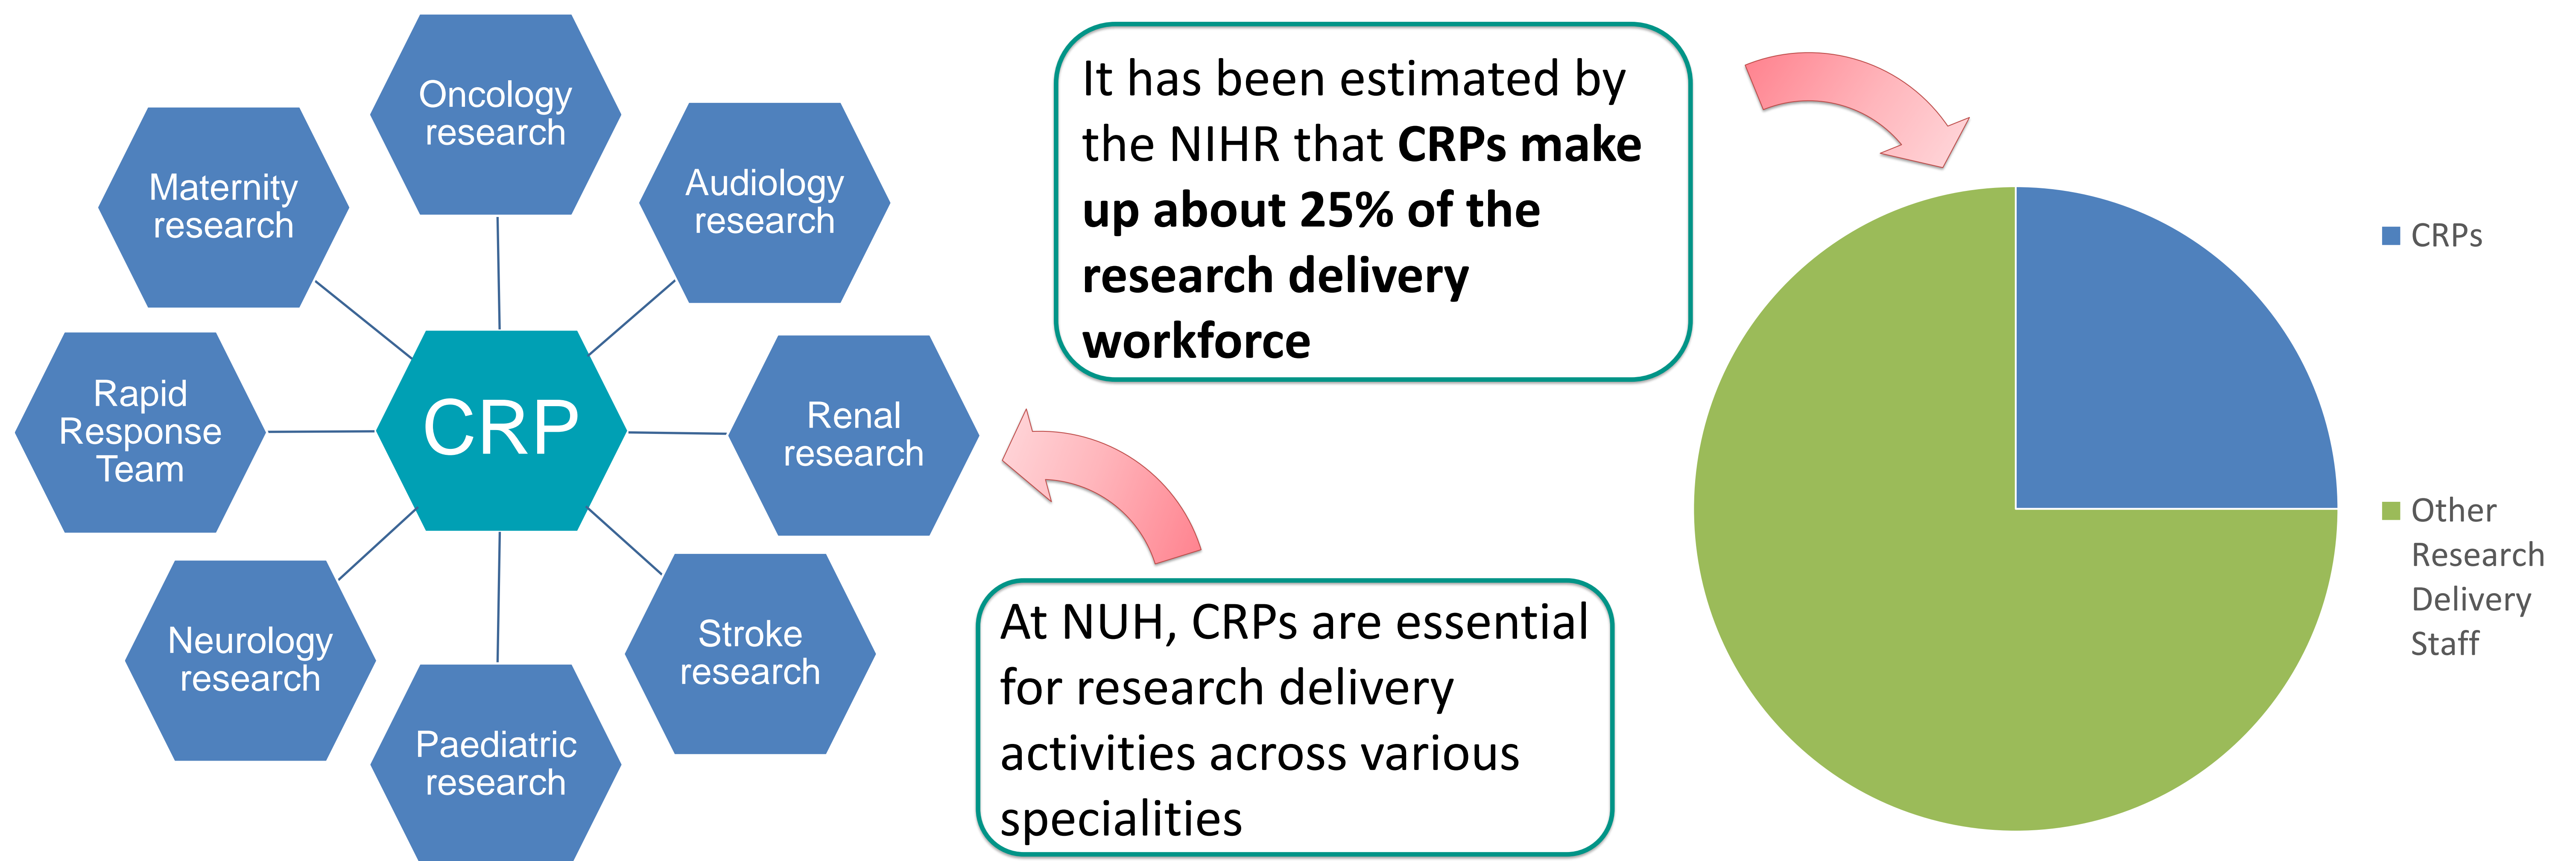 Oncology
research
Audiology
research
Renal
research
Stroke
research
Paediatric
research
Neurology
research
Rapid
Response
Team
Maternity
research
CRP
It has been estimated by
the NIHR that CRPs make
up about 25% of the
research delivery
workforce
At NUH, CRPs are essential
for research delivery
activities across various
specialities
CRPs
Other
Research
Delivery
Staff